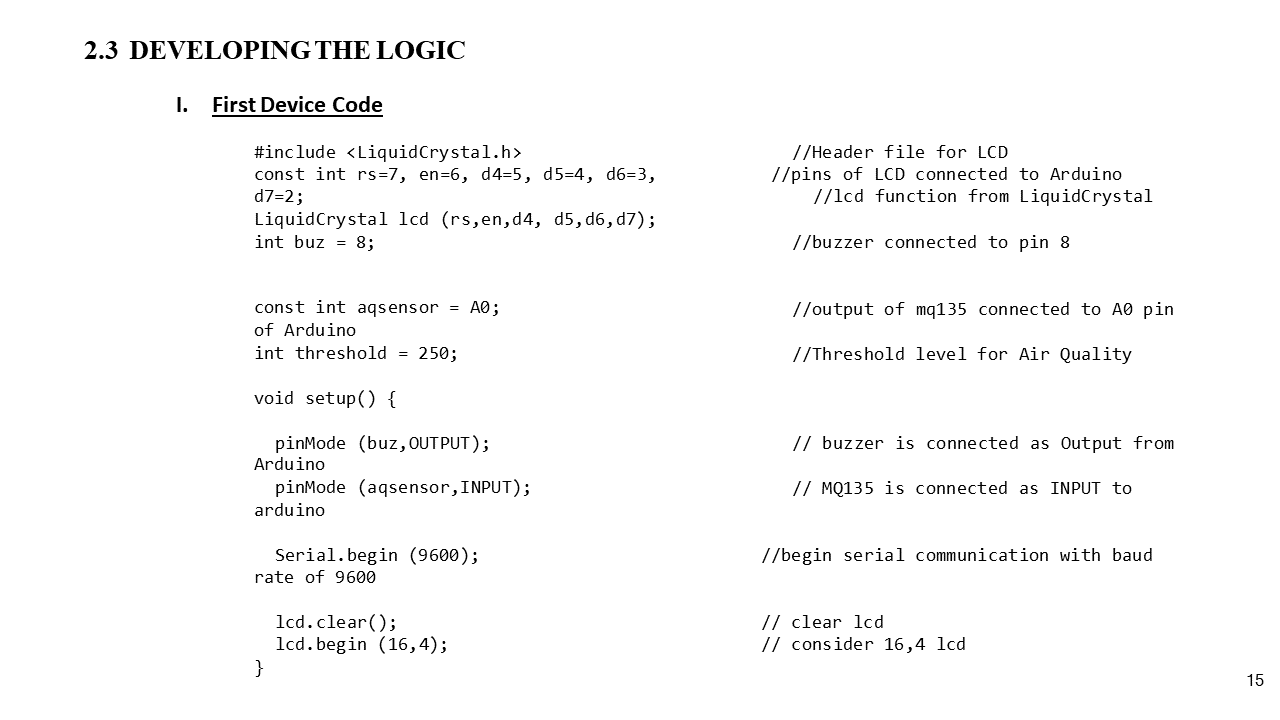 2.3 DEVELOPING THE LOGIC
I. First Device Code
#include <LiquidCrystal.h> //Header file for LCD
const int rs=7, en=6, d4=5, d5=4, d6=3, //pins of LCD connected to Arduino
d7=2; //lcd function from LiquidCrystal
LiquidCrystal lcd (rs,en,d4, d5,d6,d7);
int buz = 8; //buzzer connected to pin 8
const int aqsensor = A0; //output of mq135 connected to A0 pin
of Arduino
int threshold = 250; //Threshold level for Air Quality
void setup() {
pinMode (buz,OUTPUT); // buzzer is connected as Output from
Arduino
pinMode (aqsensor,INPUT); // MQ135 is connected as INPUT to
arduino
Serial.begin (9600); //begin serial communication with baud
rate of 9600
lcd.clear(); // clear lcd
lcd.begin (16,4); // consider 16,4 lcd
}
15